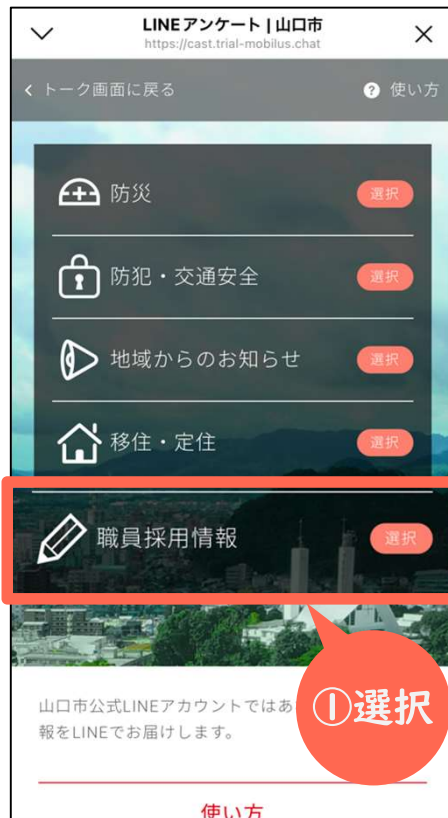 LINEアンケート | 山口市
https://cast.trial-mobilus.chat
トーク画面に戻る
? 使い方
防災 選択
防犯・交通安全 選択
地域からのお知らせ 選択
移住・定住 選択
職員採用情報 選択
①選択
山口市公式LINEアカウントではあ
報をLINEでお届けします。
使い方